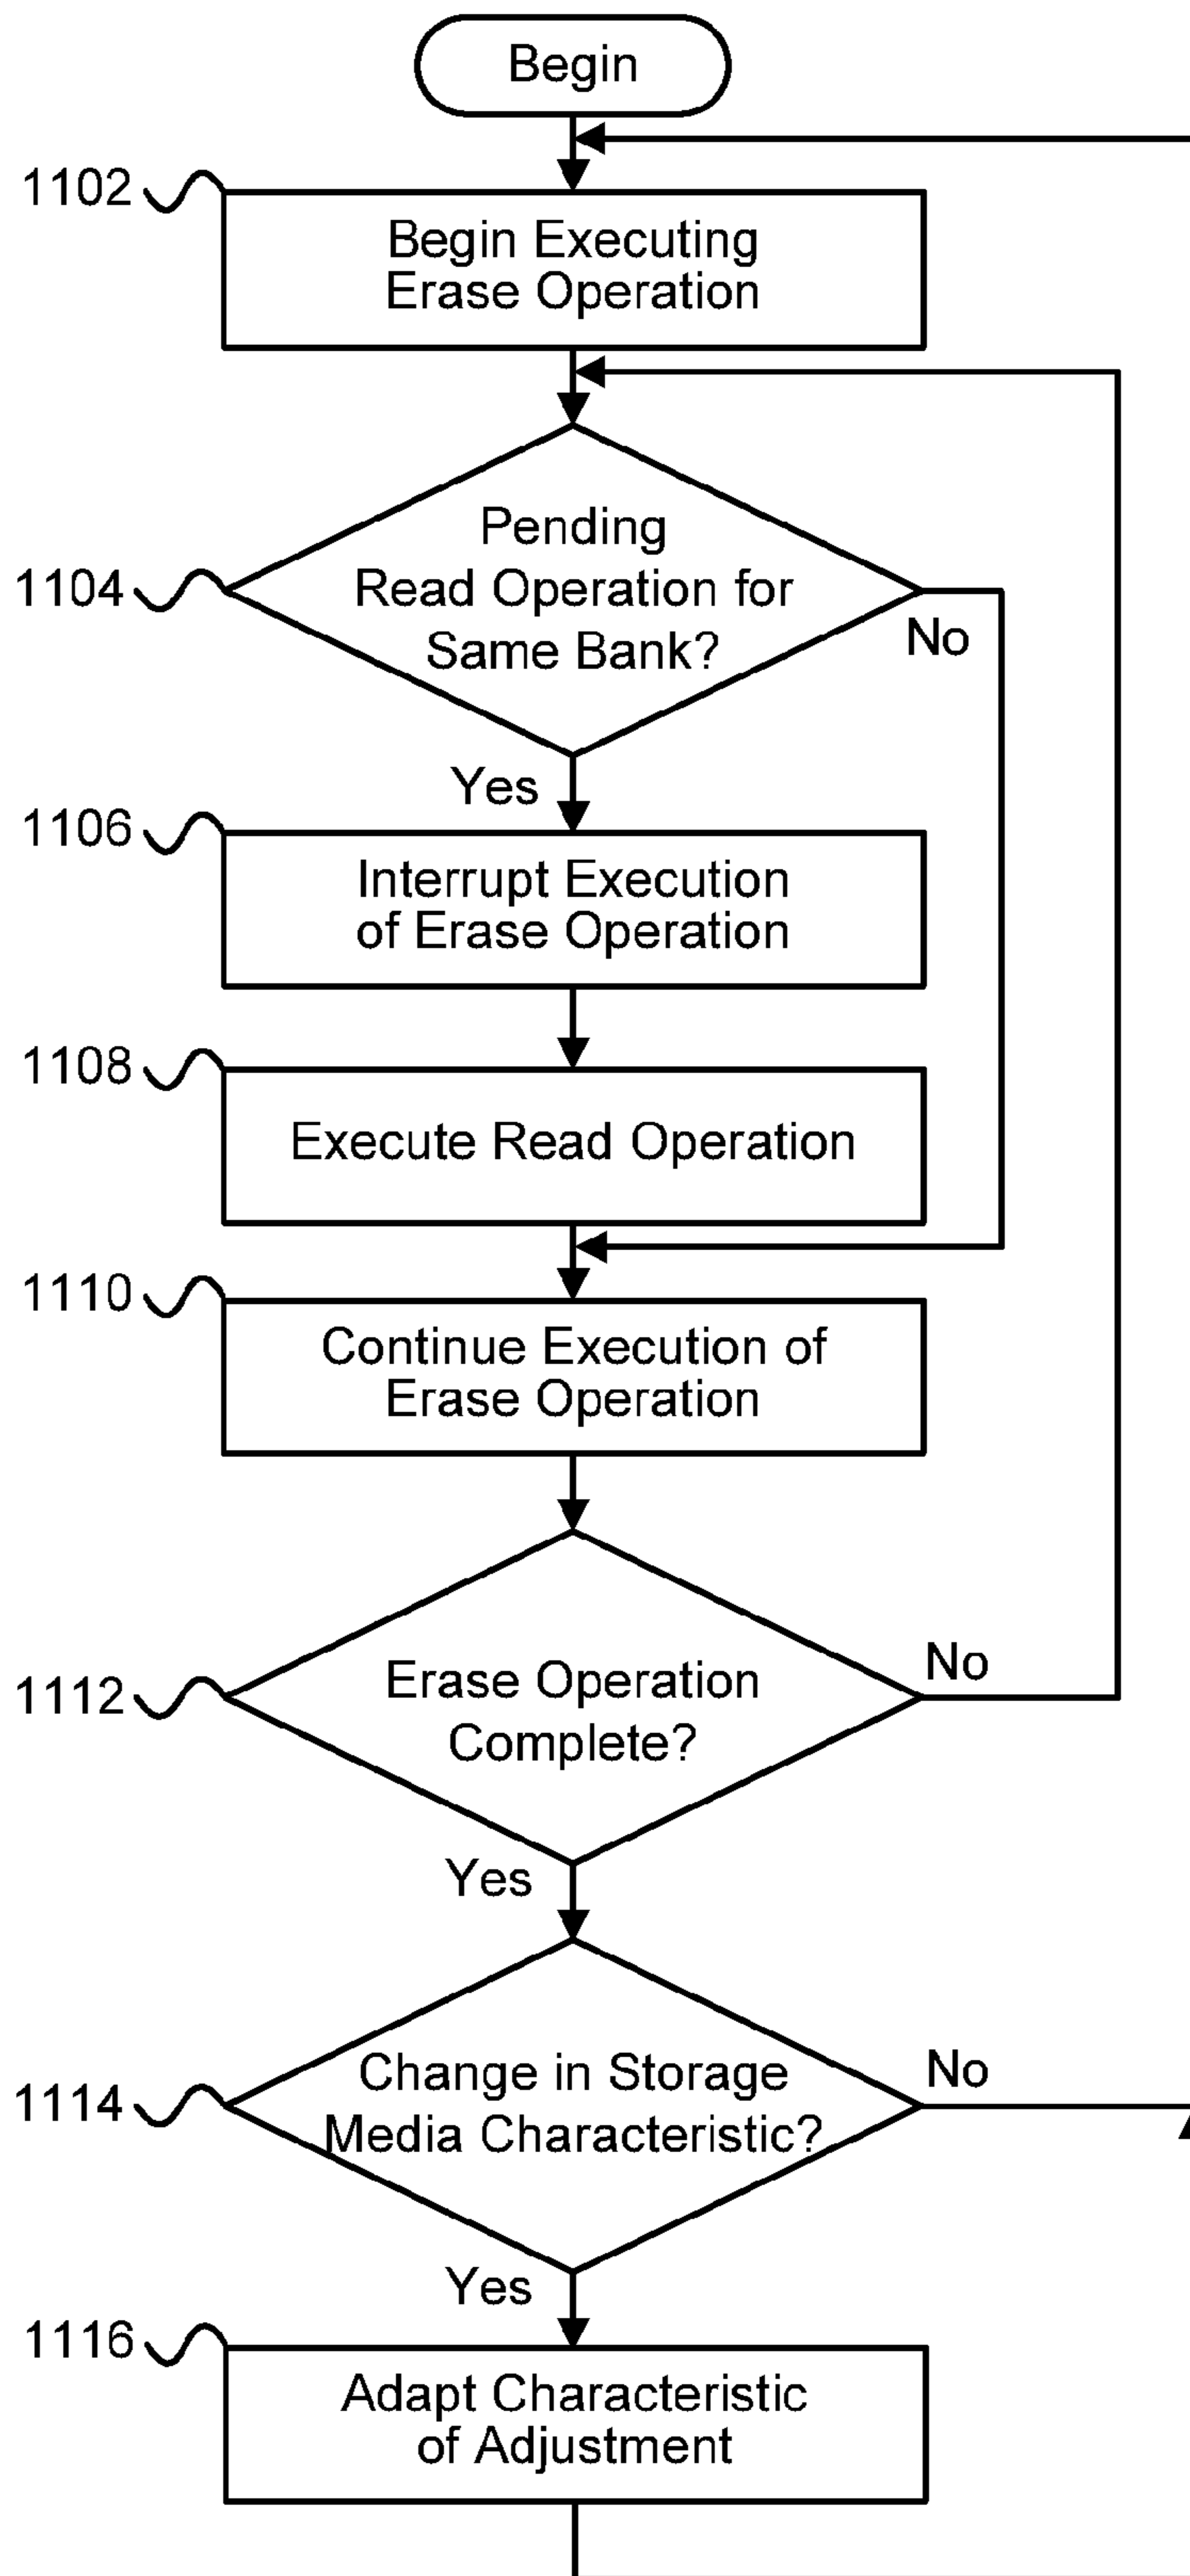 Begin
1102
Begin Executing
Erase Operation
1104
Pending
Read Operation for
Same Bank?
No
Yes
1106
Interrupt Execution
of Erase Operation
1108
Execute Read Operation
1110
Continue Execution of
Erase Operation
1112
Erase Operation
Complete?
No
Yes
1114
Change in Storage
Media Characteristic?
No
Yes
1116
Adapt Characteristic
of Adjustment